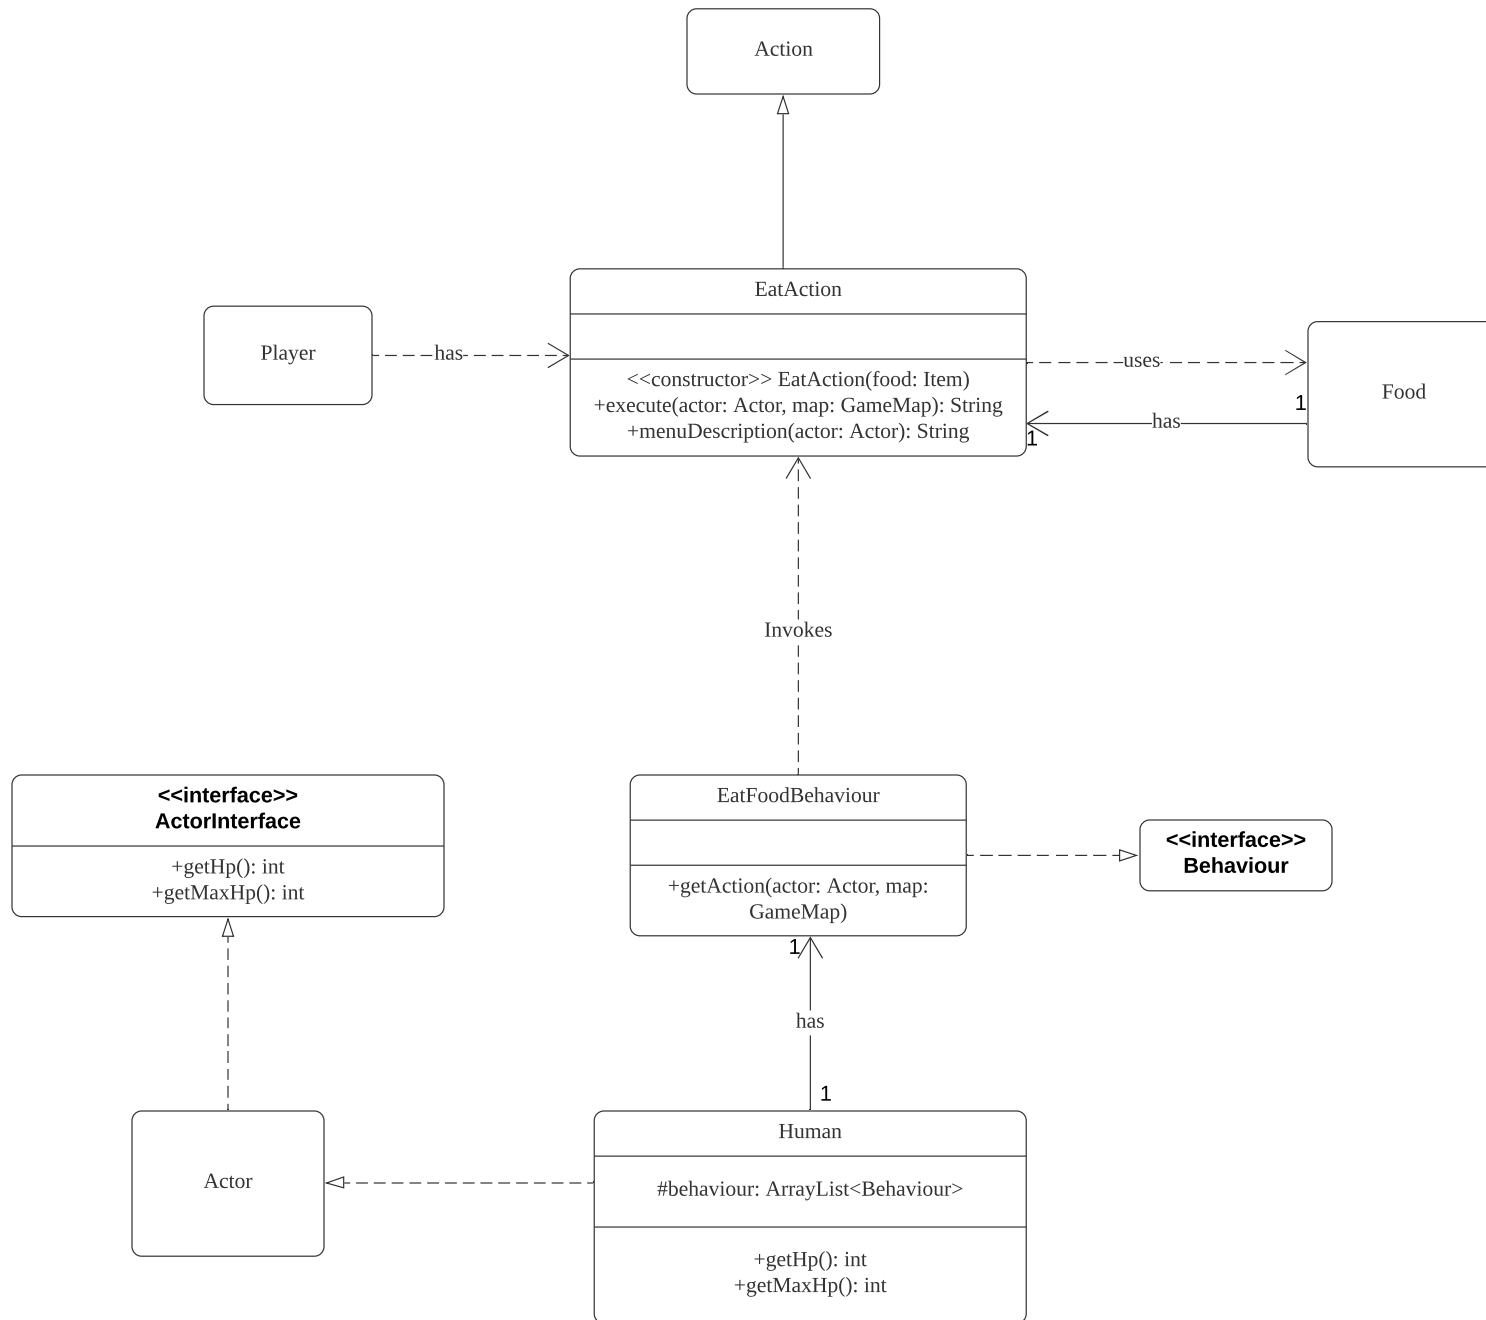 Action
EatAction
<<constructor>> EatAction(food: Item)
+execute(actor: Actor, map: GameMap): String
+menuDescription(actor: Actor): String
Player
has
uses
Food
1
has
1
Invokes
<<interface>>
ActorInterface
+getHp(): int
+getMaxHp(): int
EatFoodBehaviour
+getAction(actor: Actor, map:
GameMap)
<<interface>>
Behaviour
1
has
1
Actor
Human
#behaviour: ArrayList<Behaviour>
+getHp(): int
+getMaxHp(): int